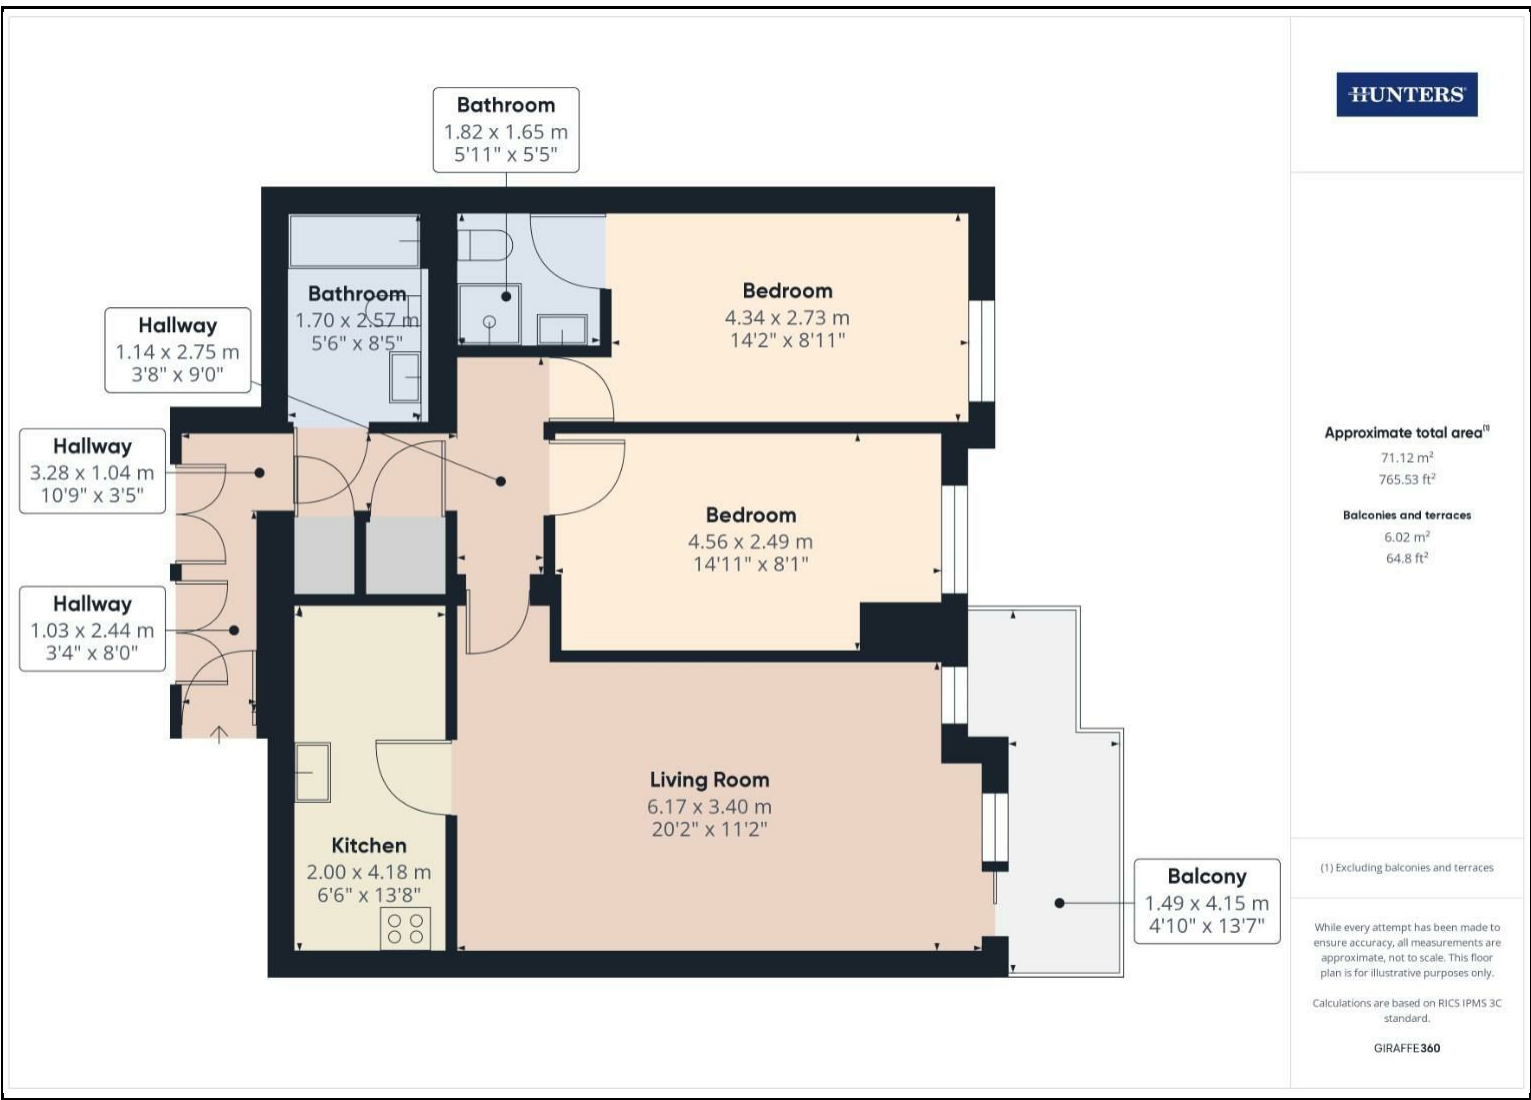 Bathroom
1.82 x 1.65 m
5'11" x 5'5"
Bathroom
1.70 x 2.57 m
5'6" x 8'5"
Bedroom
4.34 x 2.73 m
14'2" x 8'11"
Hallway
1.14 x 2.75 m
3'8" x 9'0"
Hallway
3.28 x 1.04 m
10'9" x 3'5"
Bedroom
4.56 x 2.49 m
14'11" x 8'1"
Hallway
1.03 x 2.44 m
3'4" x 8'0"
Living Room
6.17 x 3.40 m
20'2" x 11'2"
Kitchen
2.00 x 4.18 m
6'6" x 13'8"
Balcony
1.49 x 4.15 m
4'10" x 13'7"
HUNTERS
Approximate total area(1)
71.12 m²
765.53 ft²
Balconies and terraces
6.02 m²
64.8 ft²
(1) Excluding balconies and terraces
While every attempt has been made to
ensure accuracy, all measurements are
approximate, not to scale. This floor
plan is for illustrative purposes only.
Calculations are based on RICS IPMS 3C
standard.
GIRAFFE360